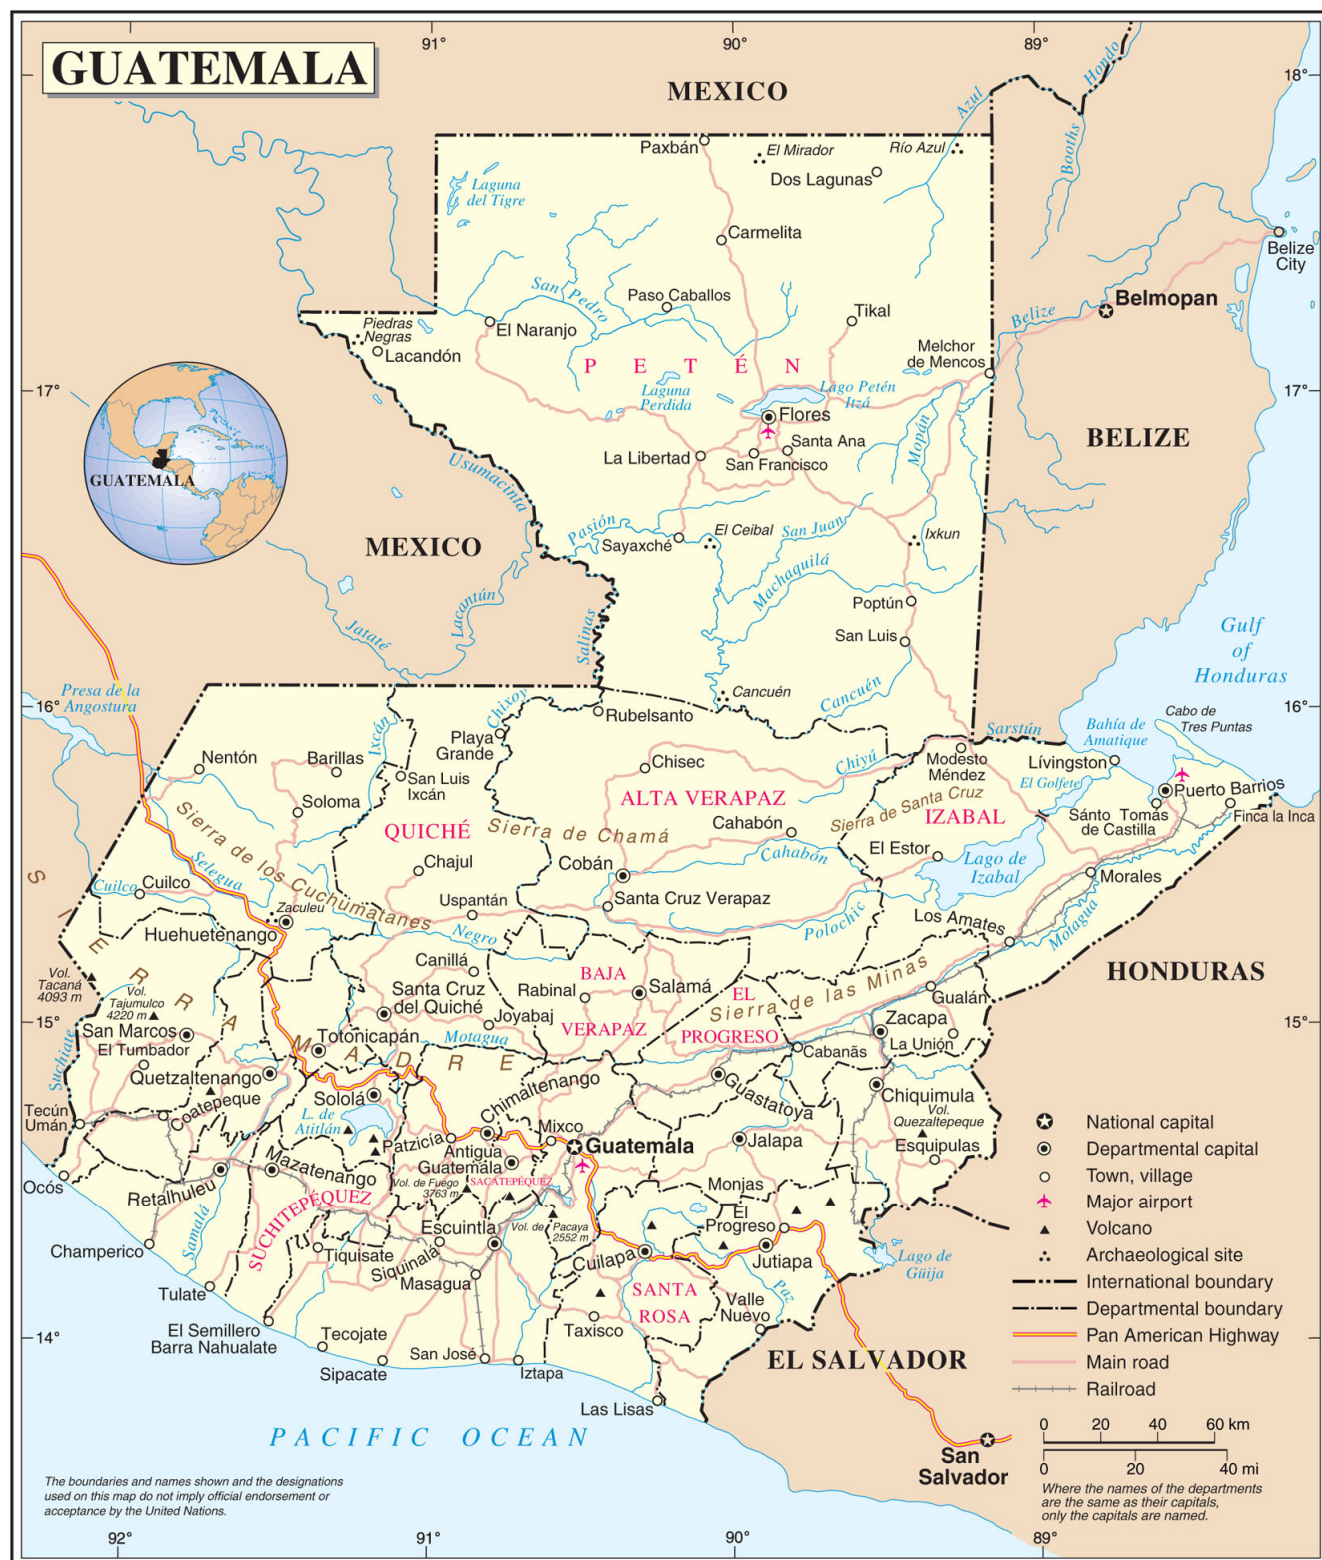 GUATEMALA
91°
90°
89°
18°
MEXICO
Hondo
Azul
Booths
Paxbán
El Mirador
Río Azul
Dos Lagunas
Laguna
del Tigre
Carmelita
Belize
City
San Pedro
Paso Caballos
Tikal
Belmopan
Belize
Piedras
Negras
El Naranjo
Lacandón
Melchor
de Mencos
PETÉN
17°
17°
Laguna
Perdida
Lago Petén
Itzá
Flores
Mopán
BELIZE
Santa Ana
La Libertad
San Francisco
GUATEMALA
Usumacinta
MEXICO
Pasión
El Ceibal
San Juan
Ixkun
Sayaxché
Machaquilá
Lacantún
Jataté
Salinas
Poptún
San Luis
Gulf
of
Honduras
Presa de la
Angostura
Cancuén
Cancuén
16°
16°
Ixcán
Chixoy
Rubelsanto
Sarstún
Bahía de
Amatique
Cabo de
Tres Puntas
Playa
Grande
Nentón
Barillas
San Luis
Ixcán
Chisec
Chiyú
Modesto
Méndez
Lívingston
El Golfete
Puerto Barrios
Soloma
ALTA VERAPAZ
Sierra de Santa Cruz
IZABAL
Sánto Tomás
de Castilla
Finca la Inca
QUICHÉ
Sierra de Chamá
Cahabón
Sierra de los Cuchumatanes
Chajul
Cobán
Cahabón
El Estor
Lago de
Izabal
Selegua
Cuilco
Cuilco
Morales
Uspantán
Santa Cruz Verapaz
Zaculeu
Huehuetenango
Negro
Polochic
Los Amates
Motagua
SIERRA MADRE
Canillá
BAJA
VERAPAZ
Sierra de las Minas
HONDURAS
Vol.
Tacaná
4093 m
Vol.
Tajumulco
4220 m
Santa Cruz
del Quiché
Rabinal
Salamá
EL
PROGRESO
Gualán
Joyabaj
15°
15°
San Marcos
El Tumbador
Totonicapán
Motagua
Zacapa
La Unión
Cabanãs
Suchiate
Quetzaltenango
Chimaltenango
Guastatoya
Chiquimula
Coatepeque
Sololá
Vol.
Quezaltepeque
Tecún
Umán
L. de
Atitlán
Patzicía
Mixco
Guatemala
Jalapa
Esquipulas
Antigua
Guatemala
Mazatenango
Ocós
Retalhuleu
Vol. de Fuego
3763 m
SACATEPÉQUEZ
Monjas
SUCHITEPÉQUEZ
Escuintla
Vol. de Pacaya
2552 m
El
Progreso
Samalá
Champerico
Tiquisate
Siquinalá
Cuilapa
Jutiapa
Lago de
Güija
Masagua
Tulate
SANTA
ROSA
Valle
Nuevo
Paz
El Semillero
Barra Nahualate
Tecojate
Taxisco
14°
San José
Sipacate
Iztapa
EL SALVADOR
Las Lisas
PACIFIC OCEAN
San
Salvador
National capital
Departmental capital
Town, village
Major airport
Volcano
Archaeological site
International boundary
Departmental boundary
Pan American Highway
Main road
Railroad
0 20 40 60 km
0 20 40 mi
The boundaries and names shown and the designations
used on this map do not imply official endorsement or
acceptance by the United Nations.
Where the names of the departments
are the same as their capitals,
only the capitals are named.
92°
91°
90°
89°